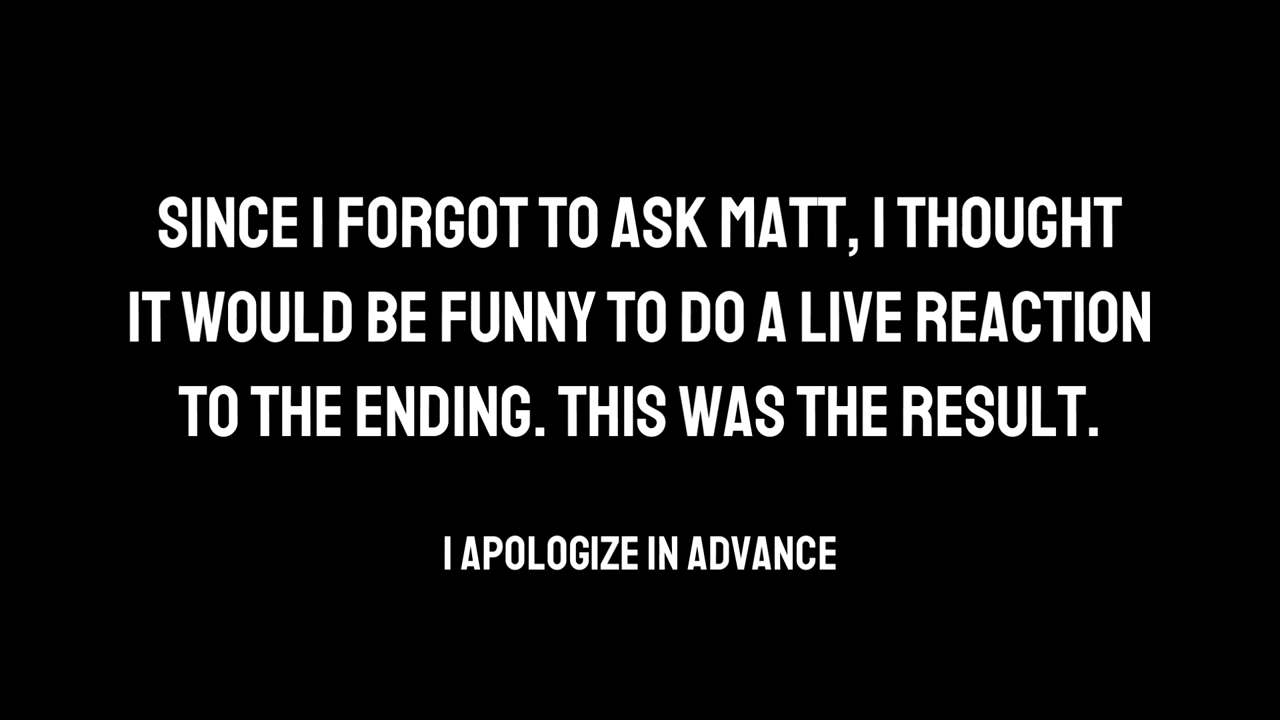 SINCE I FORGOT TO ASK MATT, I THOUGHT
IT WOULD BE FUNNY TO DO A LIVE REACTION
TO THE ENDING. THIS WAS THE RESULT.
I APOLOGIZE IN ADVANCE